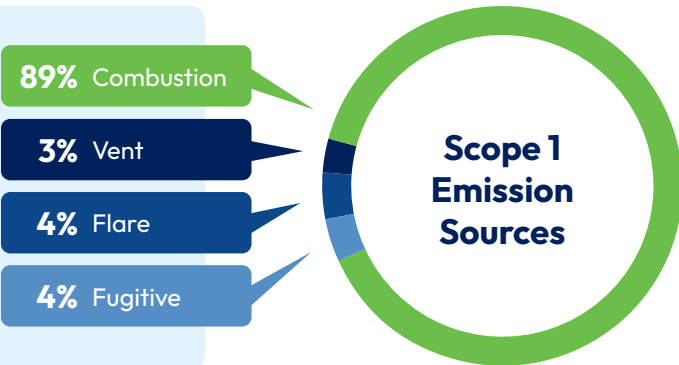 89% Combustion
3% Vent
4% Flare
4% Fugitive
Scope 1
Emission
Sources